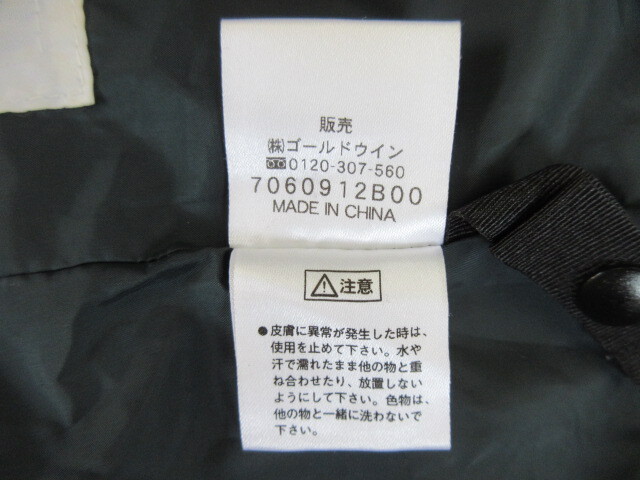 販売
㈱ゴールドウイン
0120-307-560
7060912B00
MADE IN CHINA
⚠注意
●皮膚に異常が発生した時は、
使用を止めて下さい。水や
汗で濡れたまま他の物と重
ね合わせたり、放置しない
ようにして下さい。色物は、
他の物と一緒に洗わないで
下さい。